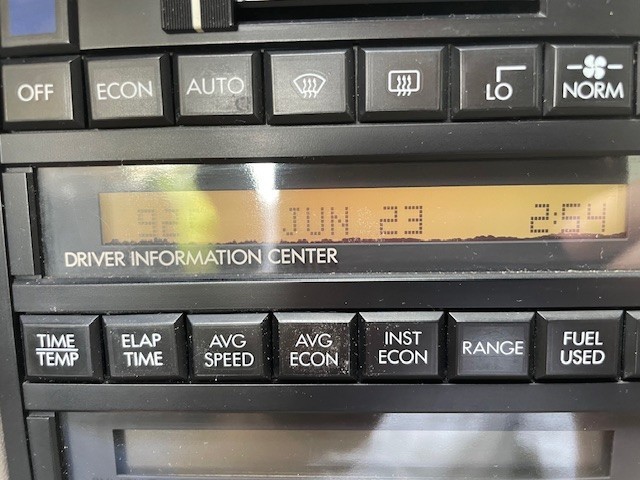 OFF ECON AUTO LO NORM
92 JUN 23 2:54
DRIVER INFORMATION CENTER
TIME TEMP
ELAP TIME
AVG SPEED
AVG ECON
INST ECON
RANGE
FUEL USED